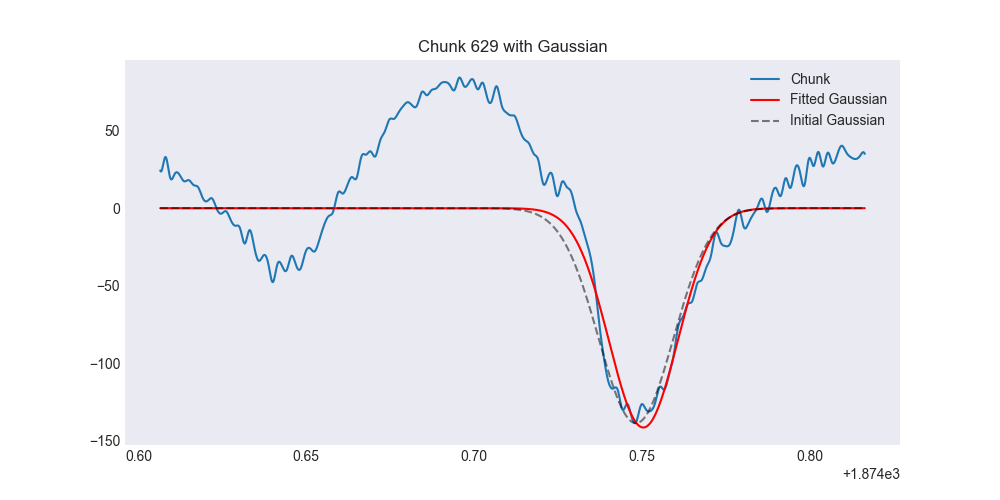 Chunk 629 with Gaussian
Chunk
Fitted Gaussian
Initial Gaussian
50
0
−50
−100
−150
0.60 0.65 0.70 0.75 0.80
+1.874e3